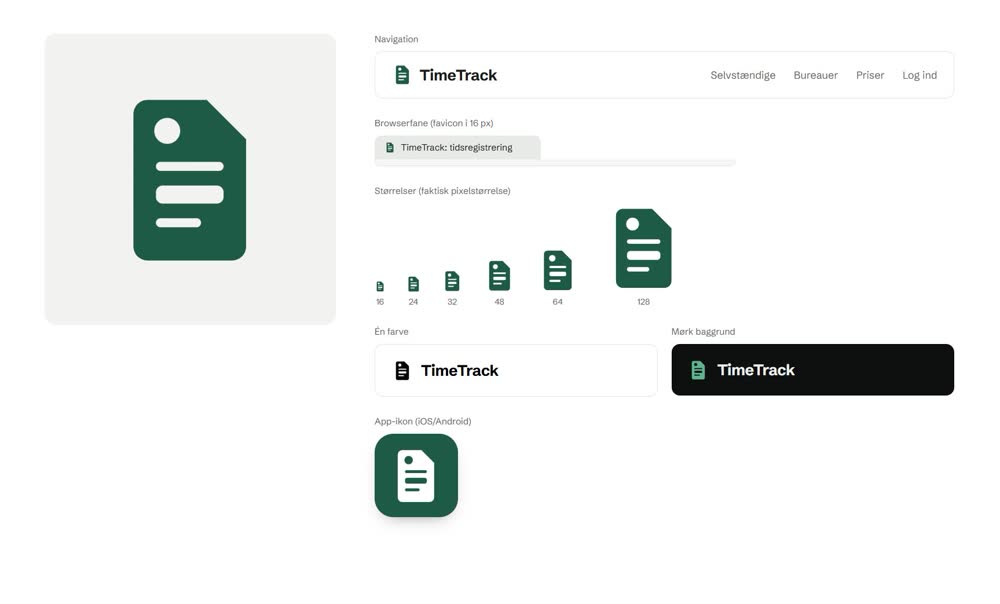 Navigation
TimeTrack
Selvstændige Bureauer Priser Log ind
Browserfane (favicon i 16 px)
TimeTrack: tidsregistrering
Størrelser (faktisk pixelstørrelse)
16 24 32 48 64 128
Én farve
TimeTrack
Mørk baggrund
TimeTrack
App-ikon (iOS/Android)